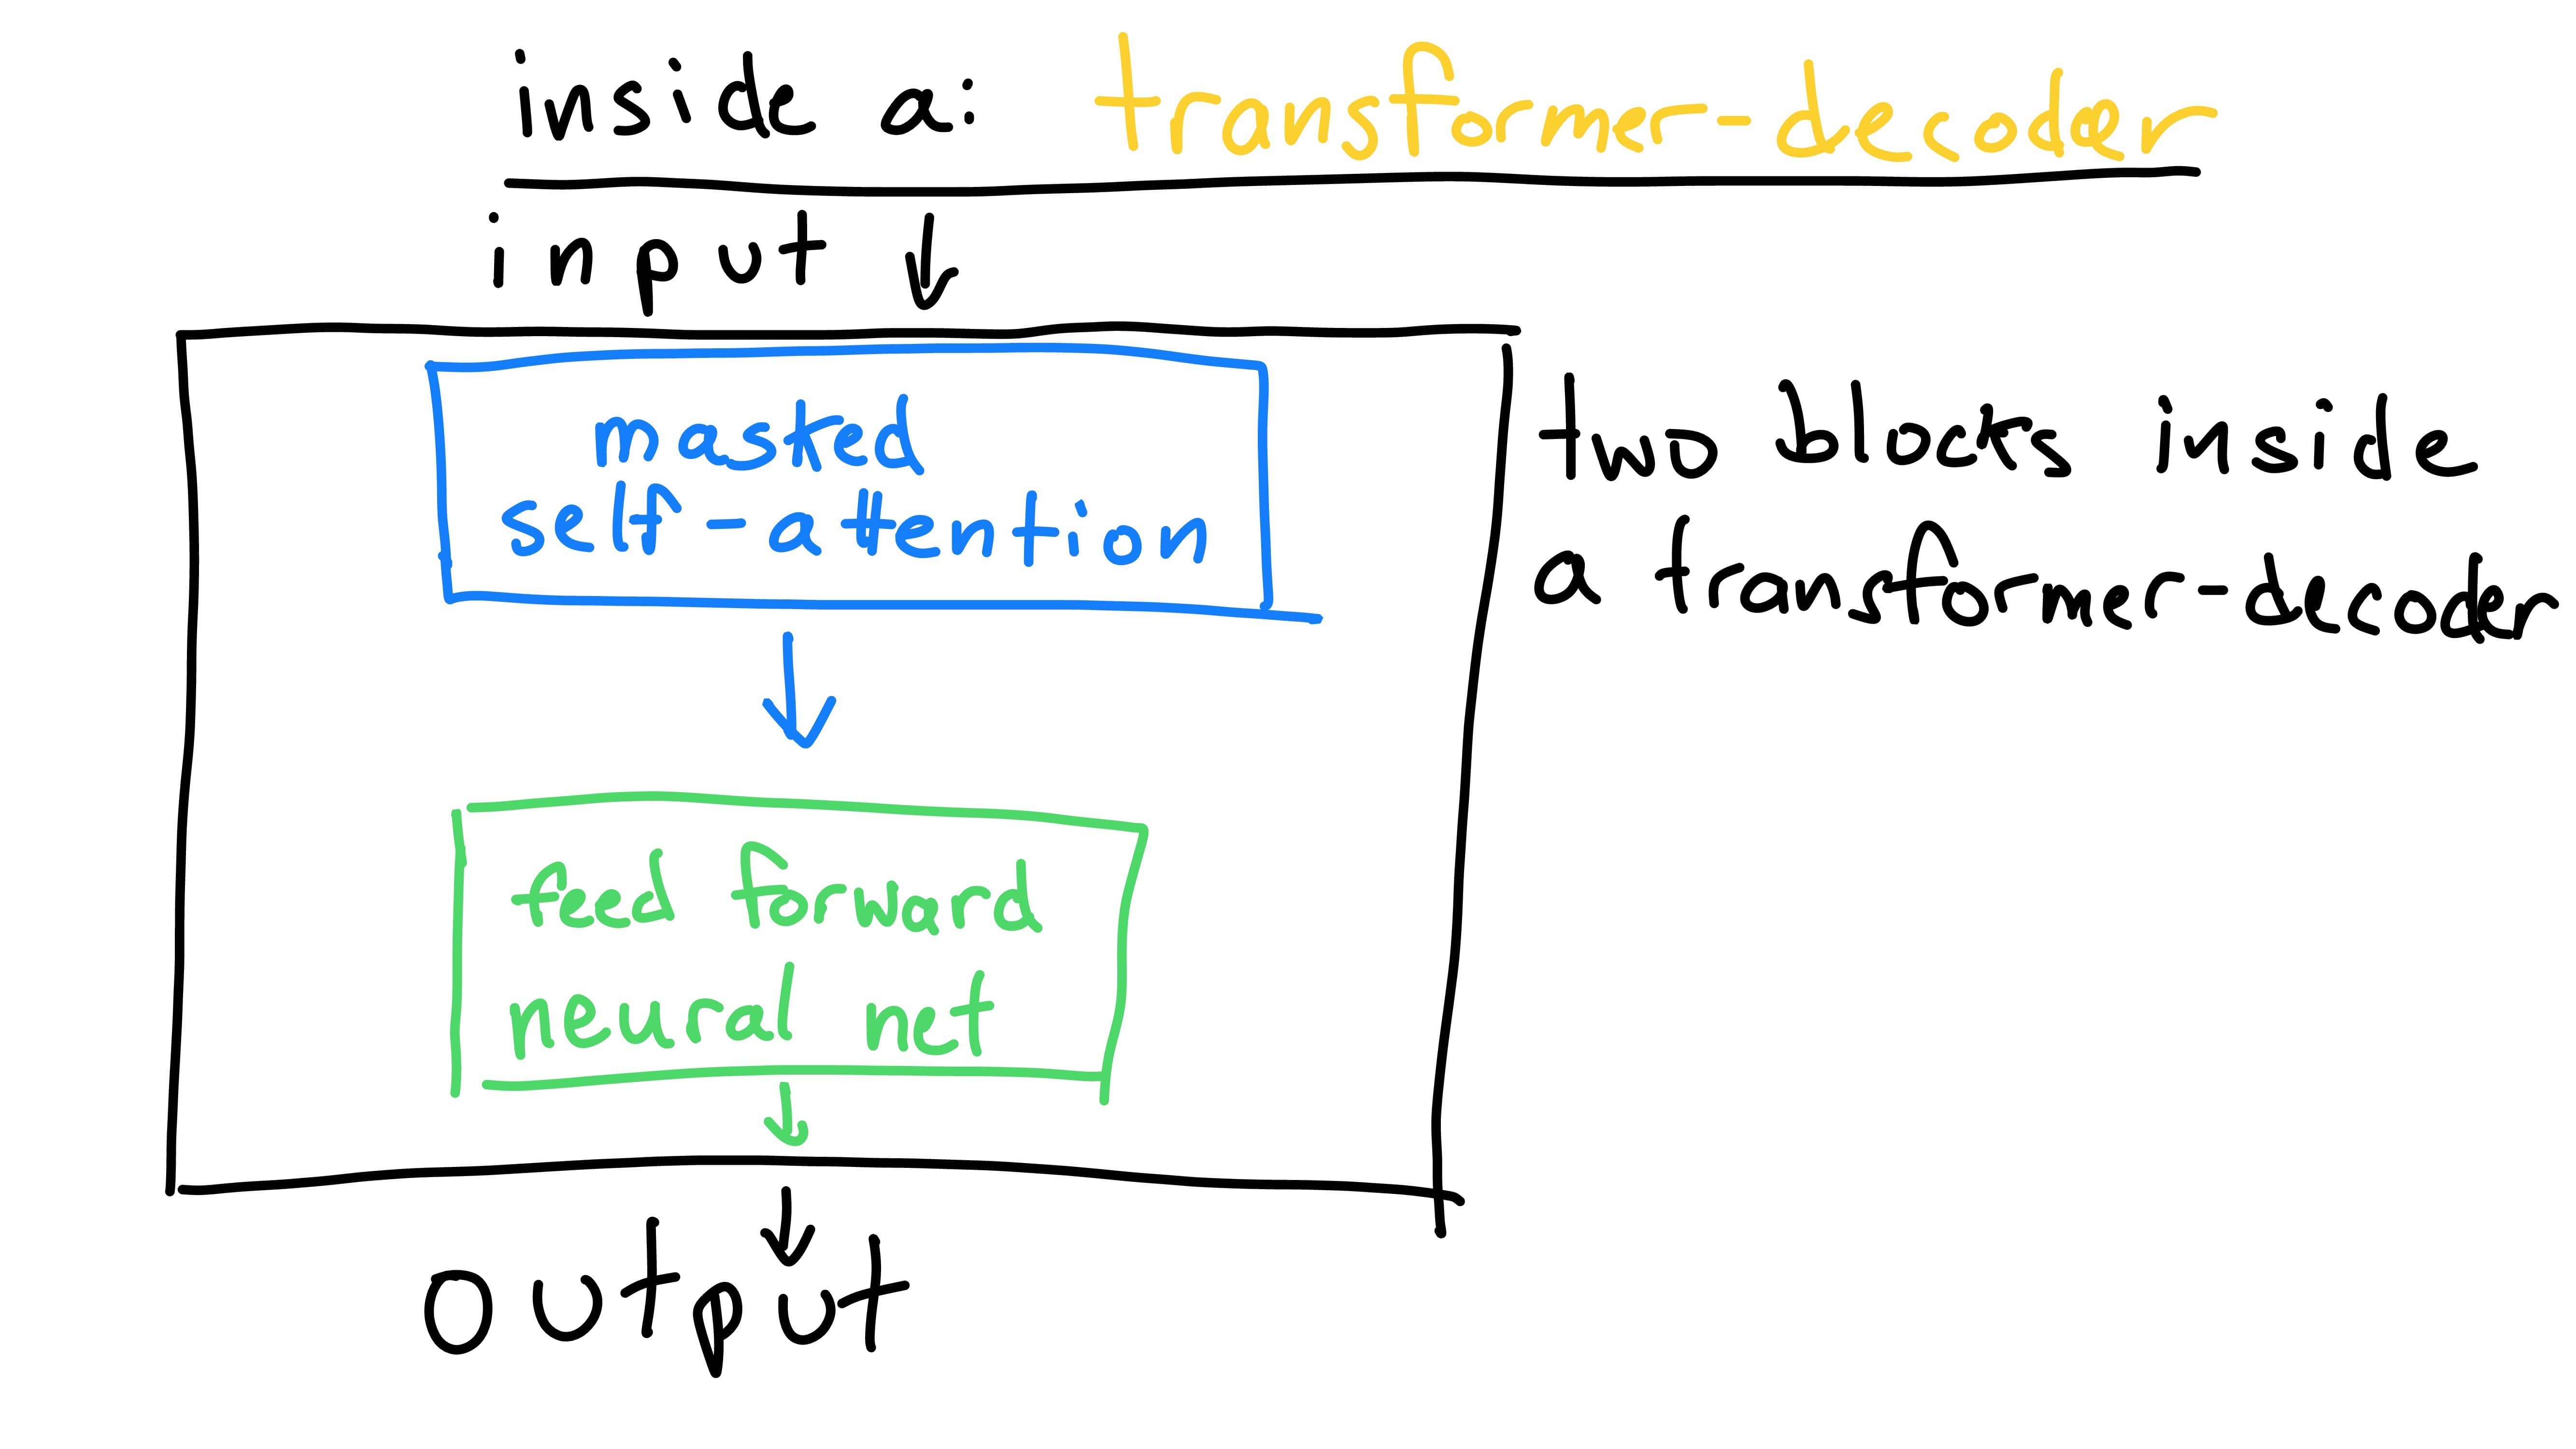 inside a: transformer-decoder
input
masked
self-attention
two blocks inside
a transformer-decoder
feed forward
neural net
output